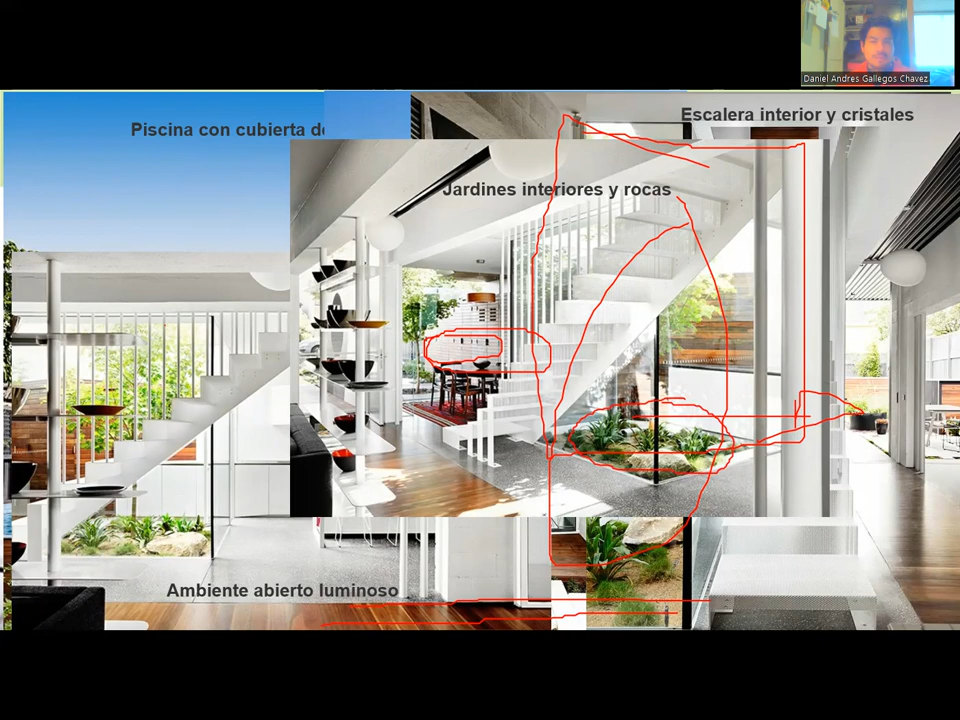 Daniel Andres Gallegos Chavez
Escalera interior y cristales
Piscina con cubierta de
Jardines interiores y rocas
Ambiente abierto luminoso